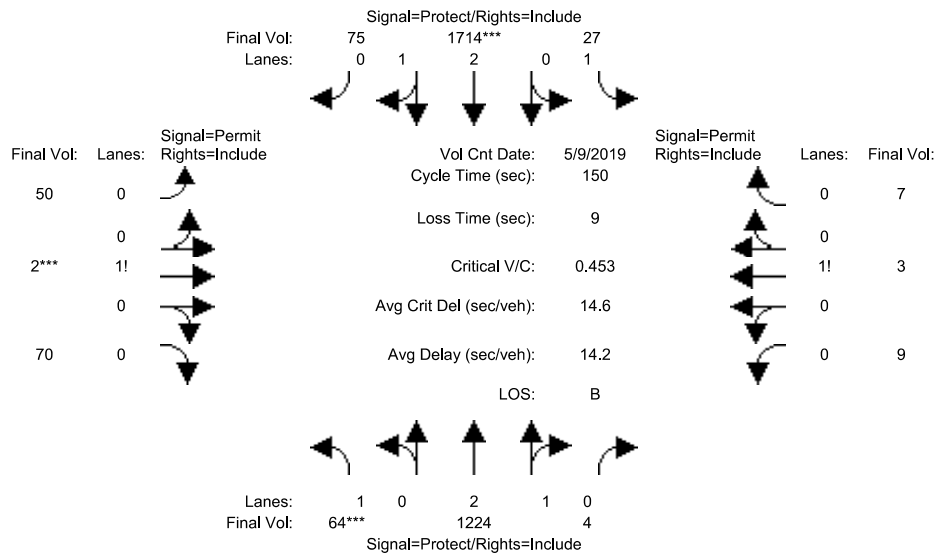 Signal=Protect/Rights=Include
Final Vol: 75 1714*** 27
Lanes: 0 1 2 0 1
Signal=Permit Signal=Permit
Final Vol: Lanes: Rights=Include Vol Cnt Date: 5/9/2019 Rights=Include Lanes: Final Vol:
Cycle Time (sec): 150
50 0 0 7
Loss Time (sec): 9
0 0
2*** 1! Critical V/C: 0.453 1! 3
0 Avg Crit Del (sec/veh): 14.6 0
70 0 Avg Delay (sec/veh): 14.2 0 9
LOS: B
Lanes: 1 0 2 1 0
Final Vol: 64*** 1224 4
Signal=Protect/Rights=Include